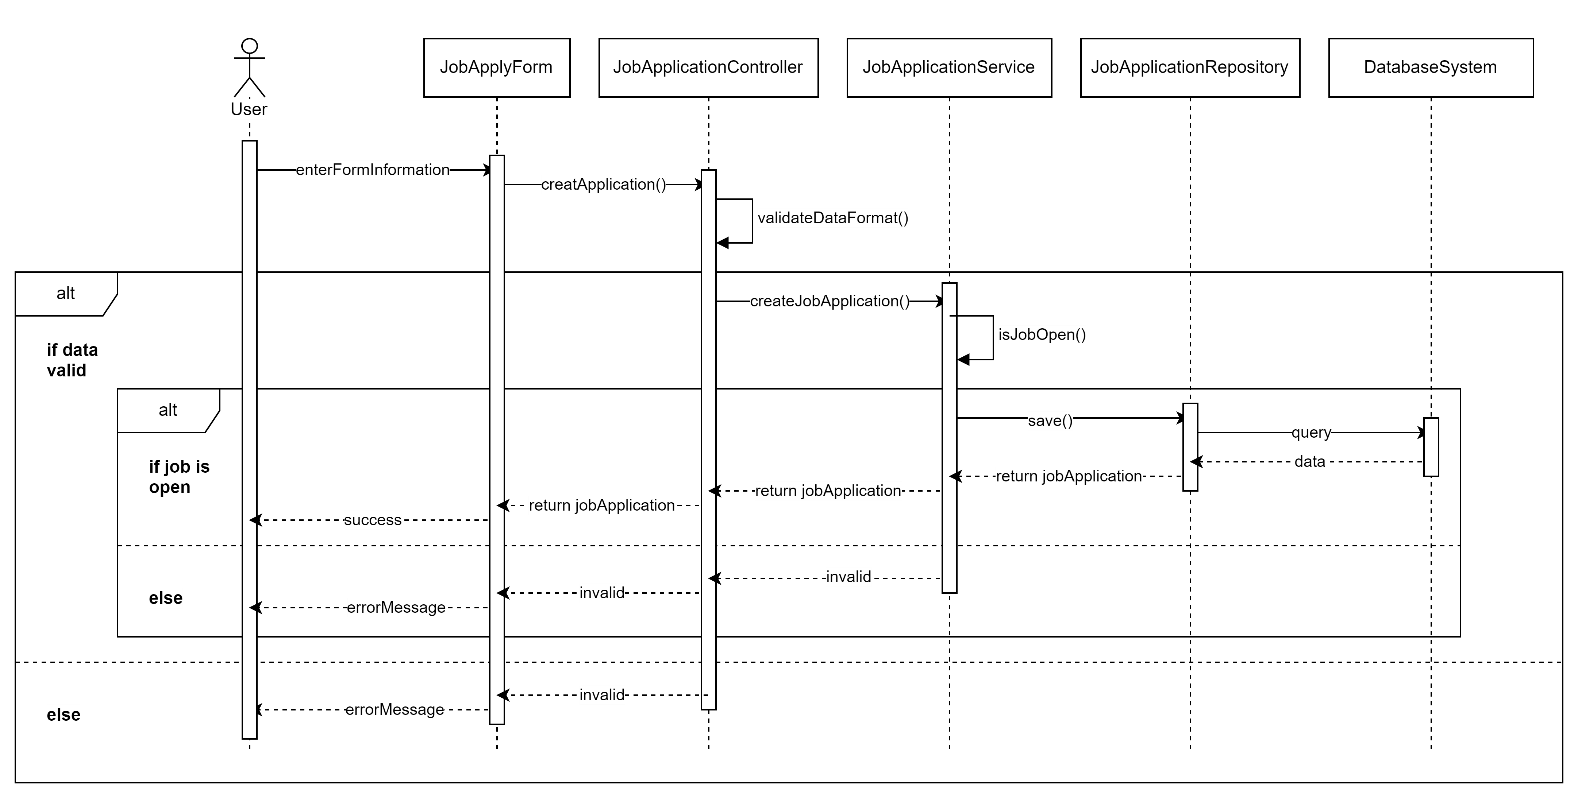 JobApplyForm
JobApplicationController
JobApplicationService
JobApplicationRepository
DatabaseSystem
User
enterFormInformation
creatApplication()
validateDataFormat()
alt
createJobApplication()
isJobOpen()
if data
valid
alt
save()
query
data
if job is
open
return jobApplication
return jobApplication
return jobApplication
success
invalid
else
invalid
errorMessage
invalid
else
errorMessage